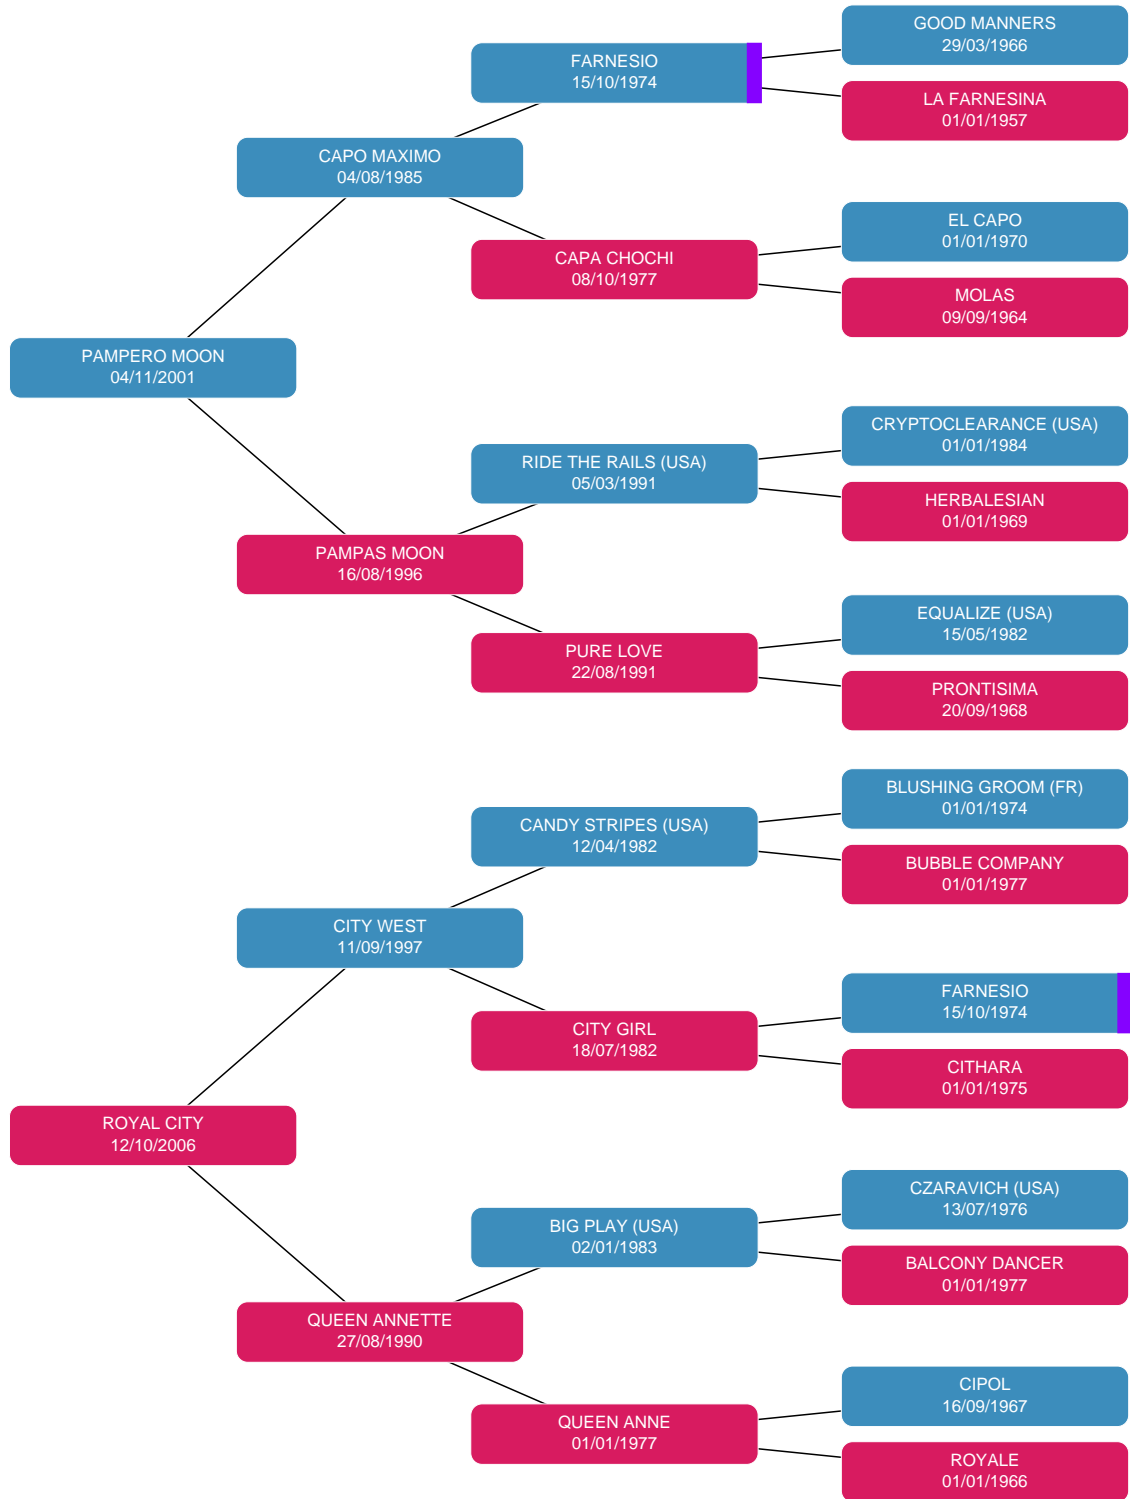 GOOD MANNERS
29/03/1966
FARNESIO
15/10/1974
LA FARNESINA
01/01/1957
CAPO MAXIMO
04/08/1985
EL CAPO
01/01/1970
CAPA CHOCHI
08/10/1977
MOLAS
09/09/1964
PAMPERO MOON
04/11/2001
CRYPTOCLEARANCE (USA)
01/01/1984
RIDE THE RAILS (USA)
05/03/1991
HERBALESIAN
01/01/1969
PAMPAS MOON
16/08/1996
EQUALIZE (USA)
15/05/1982
PURE LOVE
22/08/1991
PRONTISIMA
20/09/1968
BLUSHING GROOM (FR)
01/01/1974
CANDY STRIPES (USA)
12/04/1982
BUBBLE COMPANY
01/01/1977
CITY WEST
11/09/1997
FARNESIO
15/10/1974
CITY GIRL
18/07/1982
CITHARA
01/01/1975
ROYAL CITY
12/10/2006
CZARAVICH (USA)
13/07/1976
BIG PLAY (USA)
02/01/1983
BALCONY DANCER
01/01/1977
QUEEN ANNETTE
27/08/1990
CIPOL
16/09/1967
QUEEN ANNE
01/01/1977
ROYALE
01/01/1966